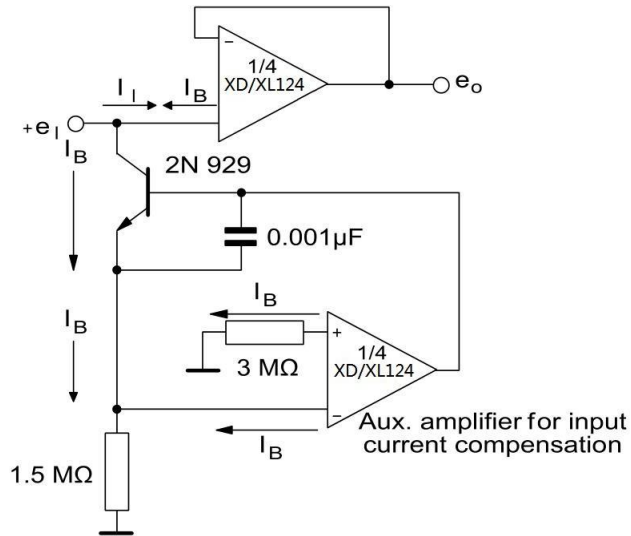 −
1/4
XD/XL124
I_I
I_B
e_o
+e_I
I_B
2N 929
0.001µF
I_B
I_B
+
1/4
XD/XL124
3 MΩ
−
Aux. amplifier for input
current compensation
I_B
1.5 MΩ